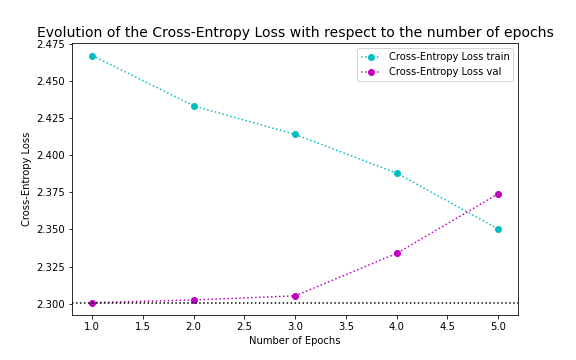 Evolution of the Cross-Entropy Loss with respect to the number of epochs
2.475
2.450
2.425
2.400
2.375
2.350
2.325
2.300
Cross-Entropy Loss
Cross-Entropy Loss train
Cross-Entropy Loss val
1.0 1.5 2.0 2.5 3.0 3.5 4.0 4.5 5.0
Number of Epochs